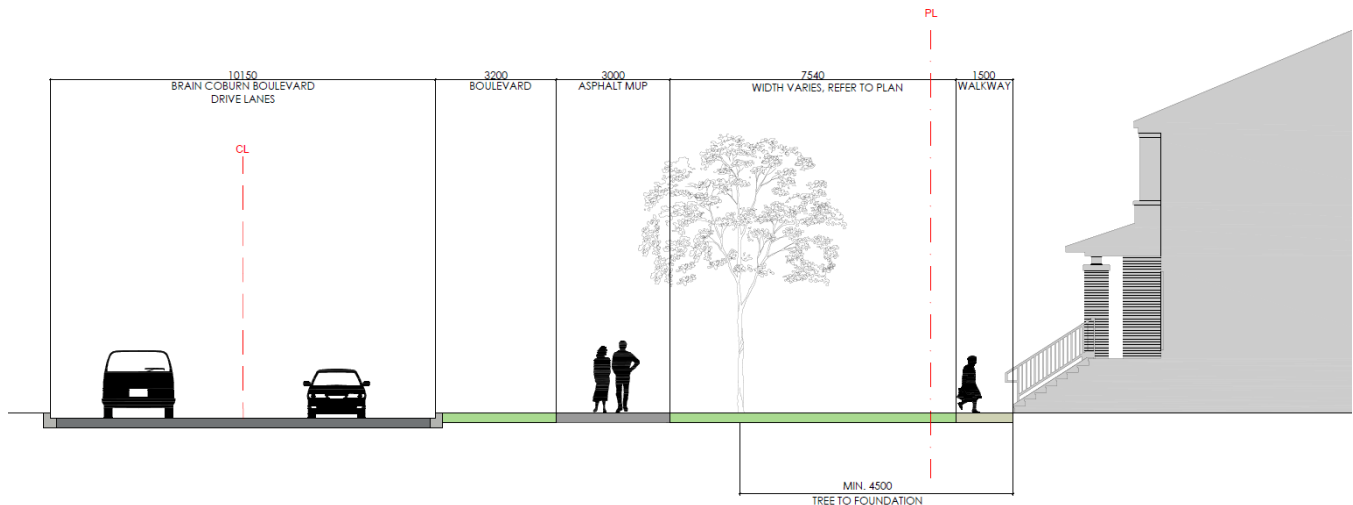 PL
10150
BRAIN COBURN BOULEVARD
DRIVE LANES
3200
BOULEVARD
3000
ASPHALT MUP
7540
WIDTH VARIES, REFER TO PLAN
1500
WALKWAY
CL
MIN. 4500
TREE TO FOUNDATION